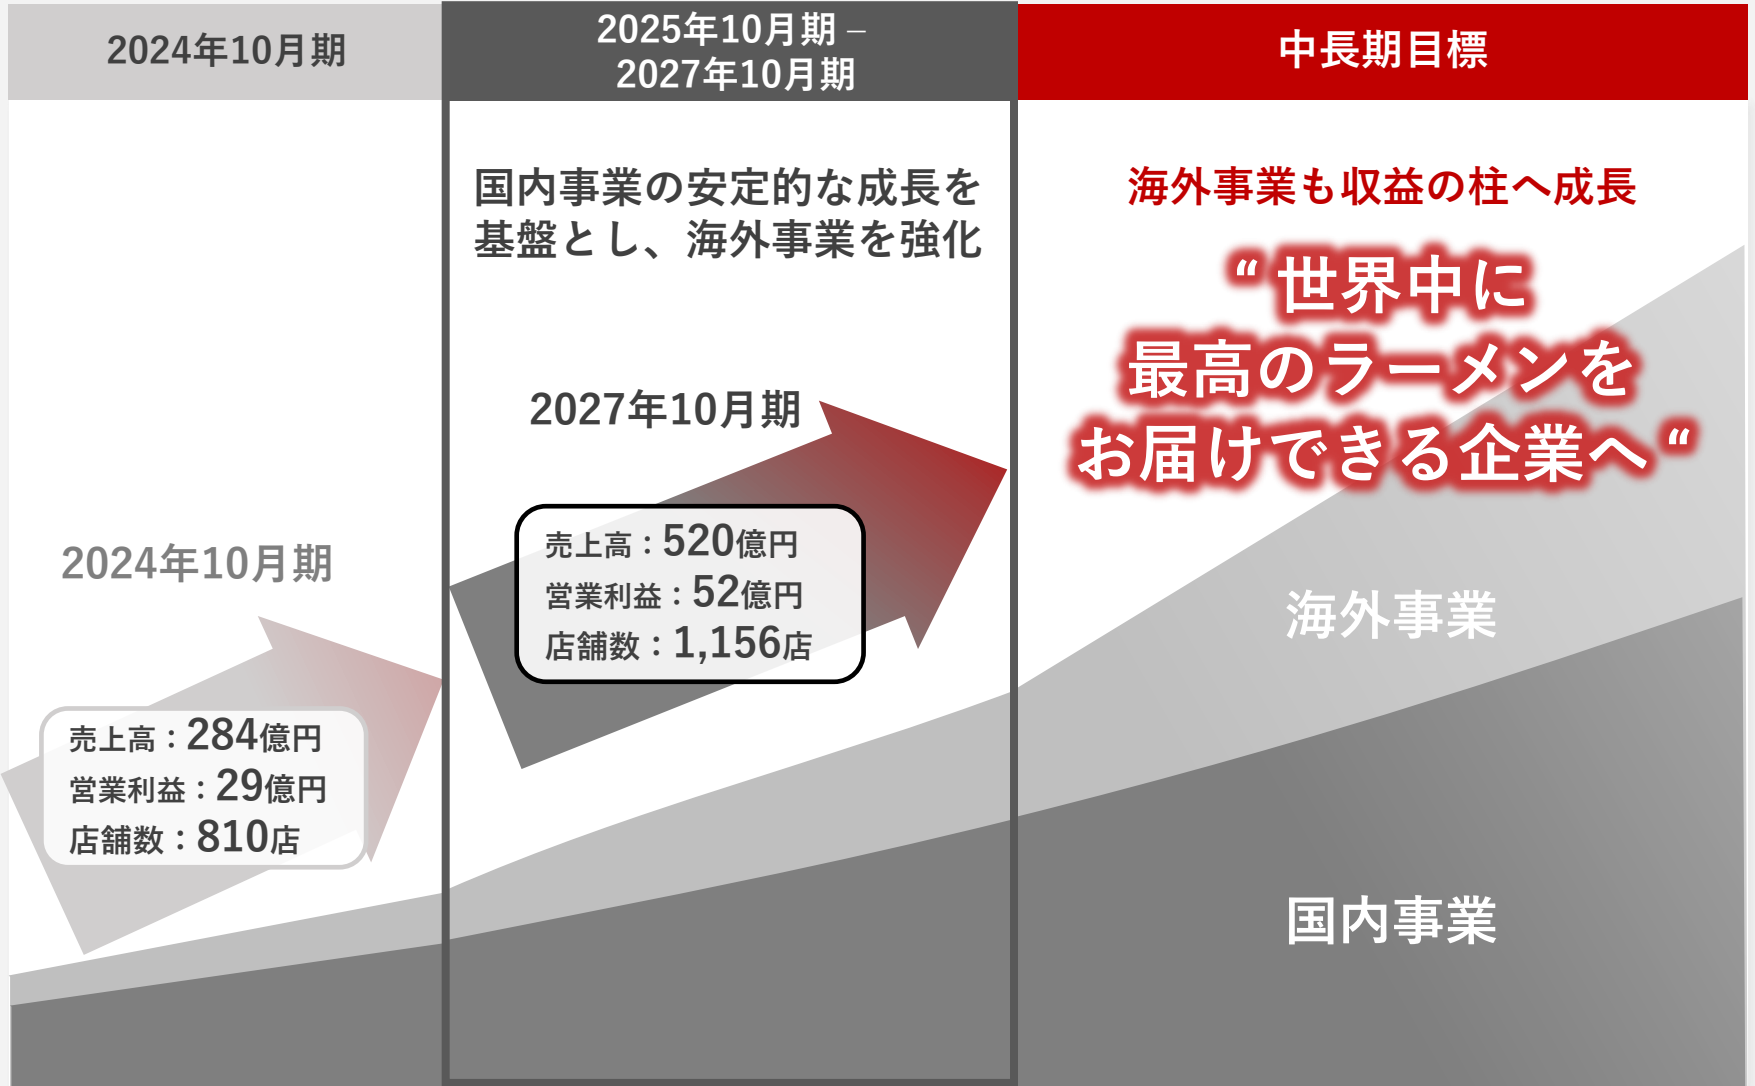 2024年10月期
2025年10月期 –
2027年10月期
中長期目標
国内事業の安定的な成長を
基盤とし、海外事業を強化
海外事業も収益の柱へ成長
“ 世界中に
最高のラーメンを
お届けできる企業へ “
2027年10月期
売上高：520億円
営業利益：52億円
店舗数：1,156店
2024年10月期
売上高：284億円
営業利益：29億円
店舗数：810店
海外事業
国内事業